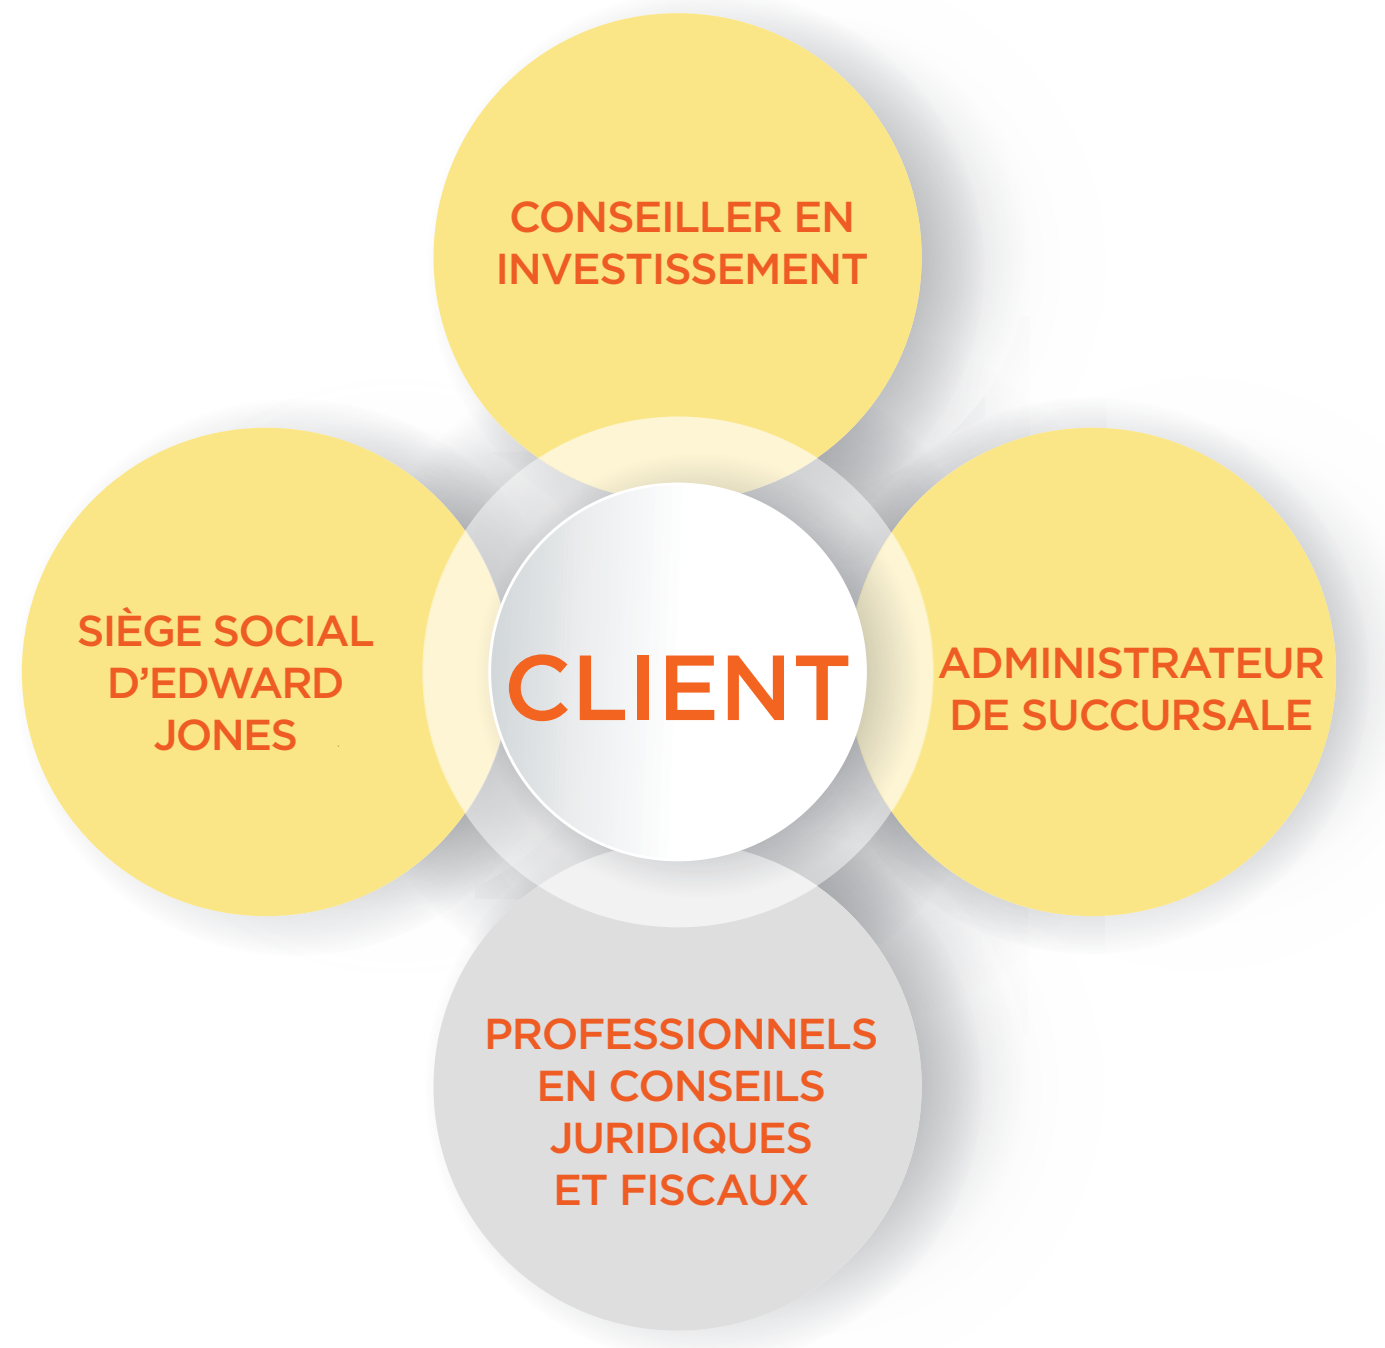 CONSEILLER EN
INVESTISSEMENT
SIÈGE SOCIAL
D’EDWARD
JONES
CLIENT
ADMINISTRATEUR
DE SUCCURSALE
PROFESSIONNELS
EN CONSEILS
JURIDIQUES
ET FISCAUX